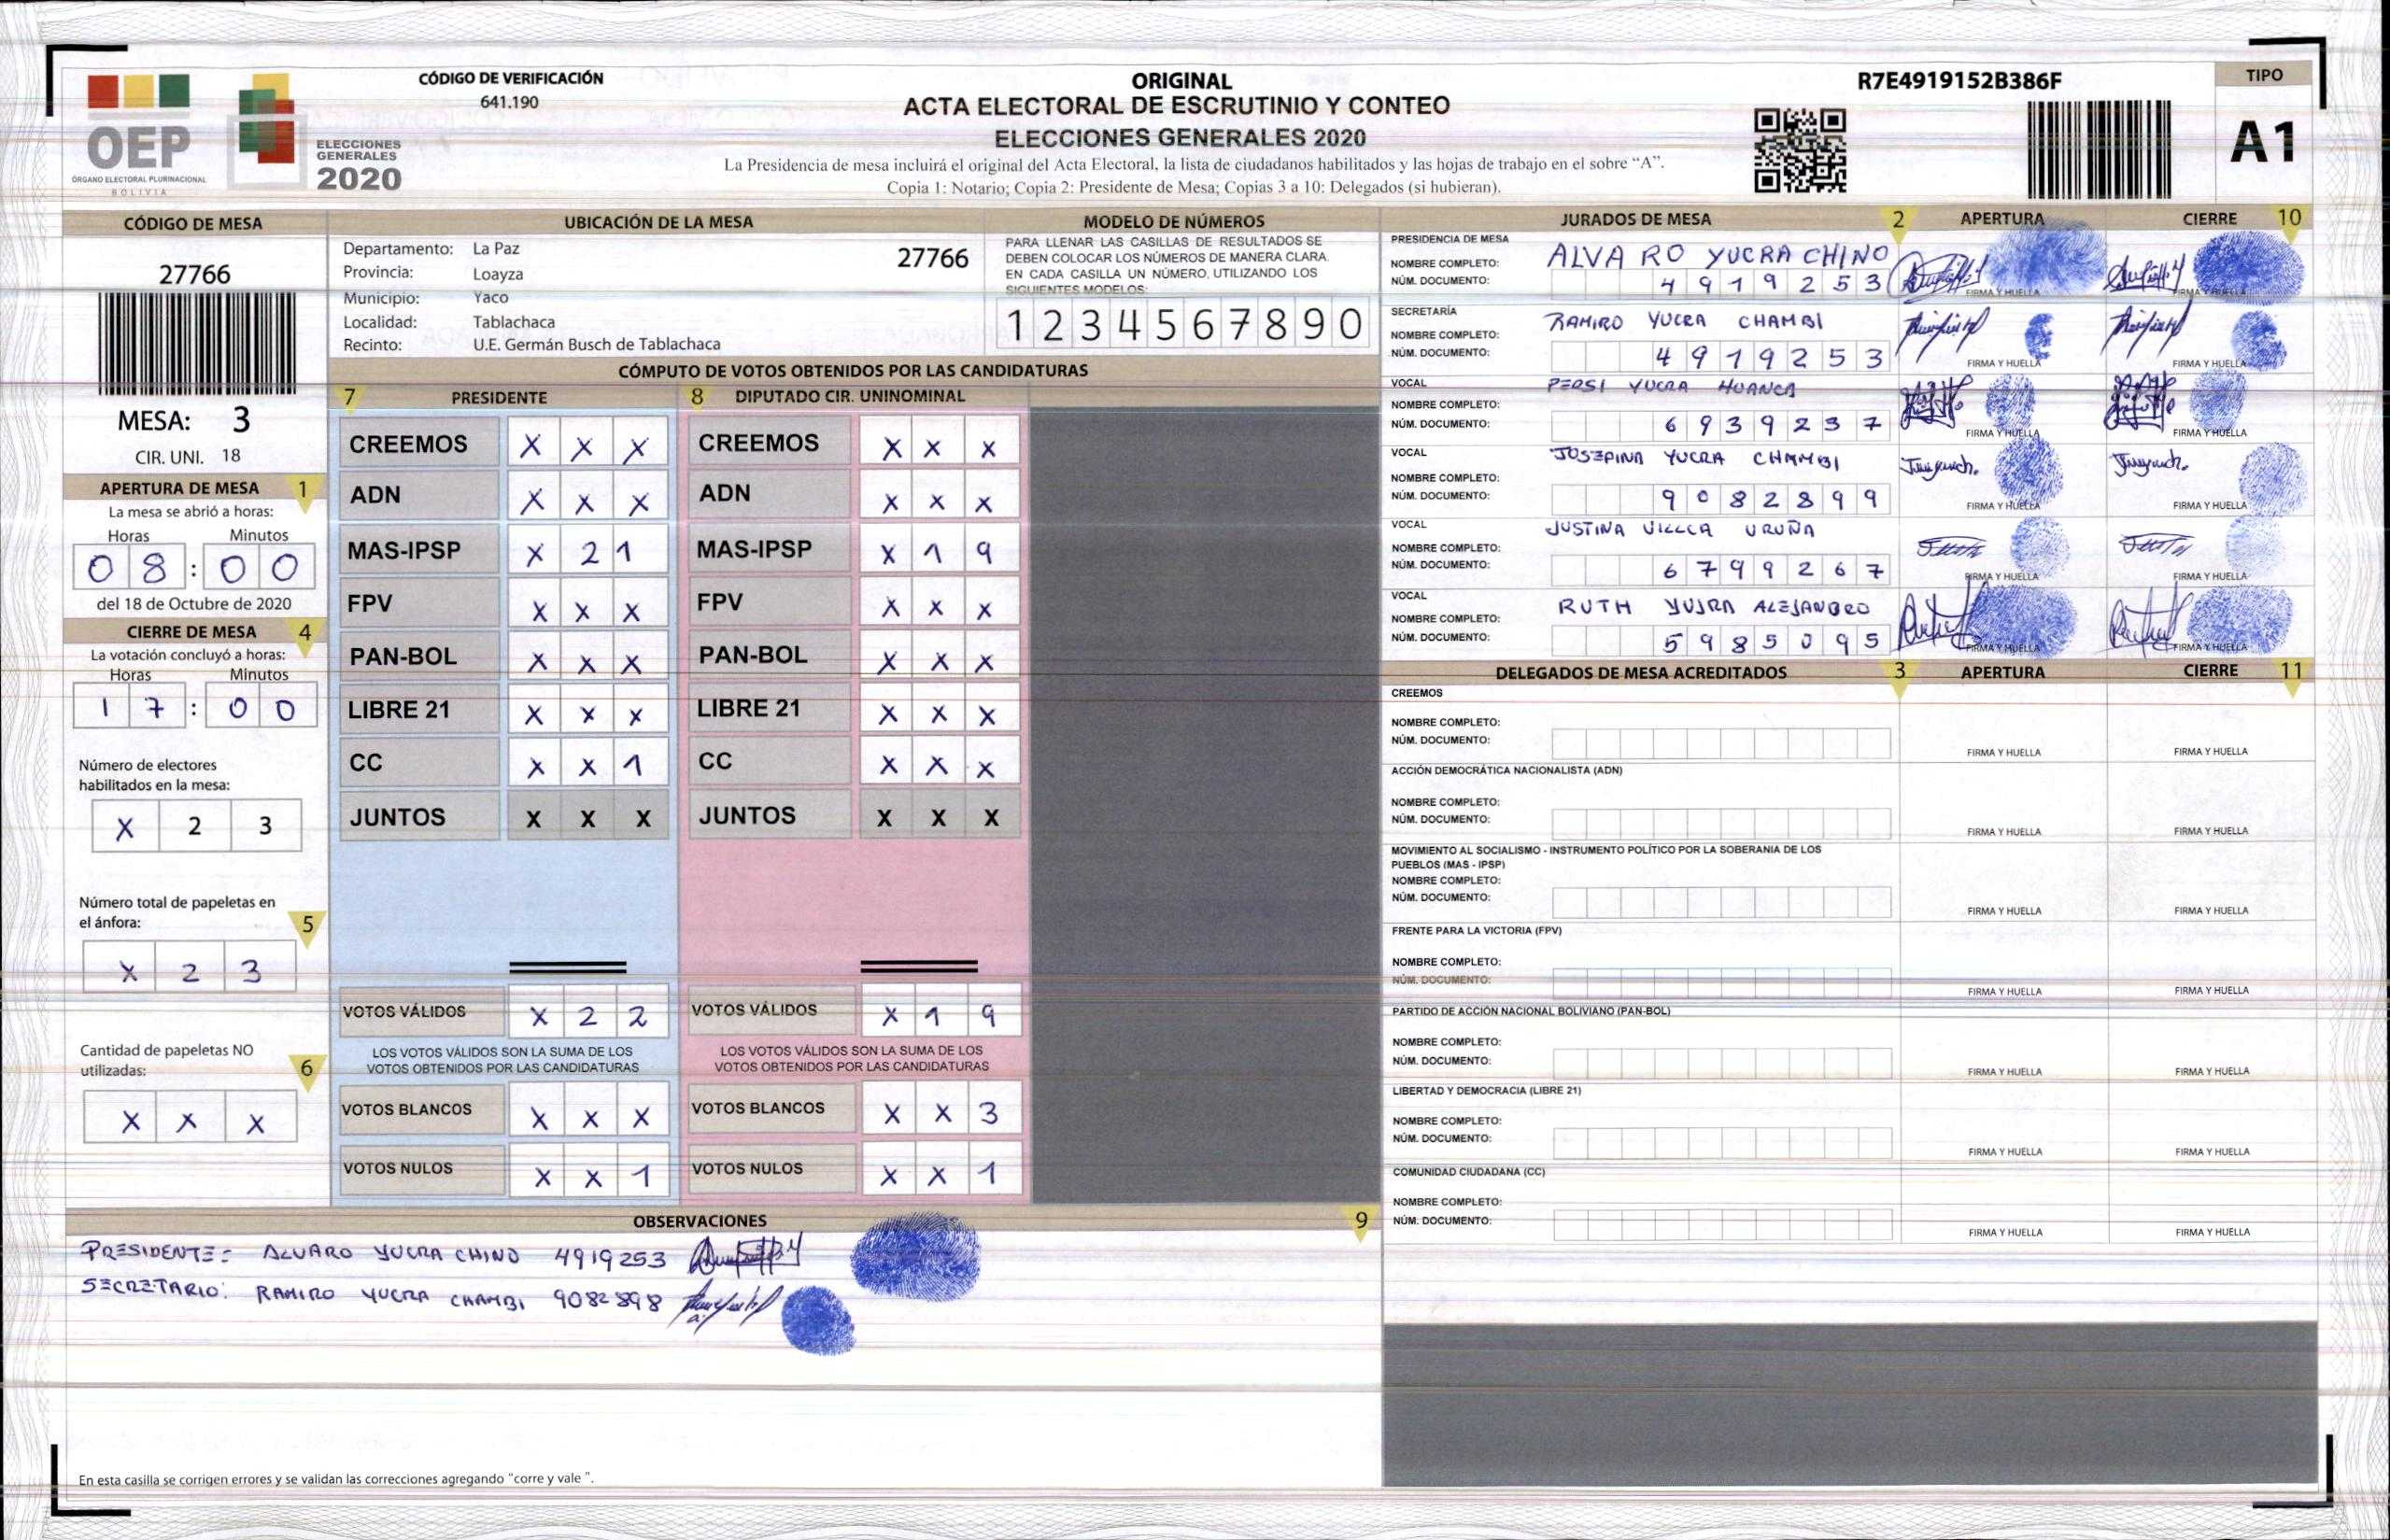 OEP
ÓRGANO ELECTORAL PLURINACIONAL
BOLIVIA
ELECCIONES
GENERALES
2020
CÓDIGO DE VERIFICACIÓN
641.190
ORIGINAL
ACTA ELECTORAL DE ESCRUTINIO Y CONTEO
ELECCIONES GENERALES 2020
La Presidencia de mesa incluirá el original del Acta Electoral, la lista de ciudadanos habilitados y las hojas de trabajo en el sobre “A”.
Copia 1: Notario; Copia 2: Presidente de Mesa; Copias 3 a 10: Delegados (si hubieran).
R7E4919152B386F
TIPO
A1
CÓDIGO DE MESA
27766
MESA: 3
CIR. UNI. 18
APERTURA DE MESA 1
La mesa se abrió a horas:
Horas Minutos
0 8 : 0 0
del 18 de Octubre de 2020
CIERRE DE MESA 4
La votación concluyó a horas:
Horas Minutos
1 7 : 0 0
Número de electores
habilitados en la mesa:
X 2 3
Número total de papeletas en
el ánfora: 5
X 2 3
Cantidad de papeletas NO
utilizadas: 6
X X X
UBICACIÓN DE LA MESA
Departamento: La Paz 27766
Provincia: Loayza
Municipio: Yaco
Localidad: Tablachaca
Recinto: U.E. Germán Busch de Tablachaca
MODELO DE NÚMEROS
PARA LLENAR LAS CASILLAS DE RESULTADOS SE
DEBEN COLOCAR LOS NÚMEROS DE MANERA CLARA.
EN CADA CASILLA UN NÚMERO, UTILIZANDO LOS
SIGUIENTES MODELOS:
1 2 3 4 5 6 7 8 9 0
CÓMPUTO DE VOTOS OBTENIDOS POR LAS CANDIDATURAS
7 PRESIDENTE 8 DIPUTADO CIR. UNINOMINAL
CREEMOS X X X CREEMOS X X X
ADN X X X ADN X X X
MAS-IPSP X 2 1 MAS-IPSP X 1 9
FPV X X X FPV X X X
PAN-BOL X X X PAN-BOL X X X
LIBRE 21 X X X LIBRE 21 X X X
CC X X 1 CC X X X
JUNTOS X X X JUNTOS X X X
VOTOS VÁLIDOS X 2 2 VOTOS VÁLIDOS X 1 9
LOS VOTOS VÁLIDOS SON LA SUMA DE LOS LOS VOTOS VÁLIDOS SON LA SUMA DE LOS
VOTOS OBTENIDOS POR LAS CANDIDATURAS VOTOS OBTENIDOS POR LAS CANDIDATURAS
VOTOS BLANCOS X X X VOTOS BLANCOS X X 3
VOTOS NULOS X X 1 VOTOS NULOS X X 1
OBSERVACIONES 9
PRESIDENTE: ALVARO YUCRA CHINO 4919253
SECRETARIO: RAMIRO YUCRA CHAMBI 9082898
En esta casilla se corrigen errores y se validan las correcciones agregando "corre y vale ".
JURADOS DE MESA 2 APERTURA CIERRE 10
PRESIDENCIA DE MESA
NOMBRE COMPLETO: ALVARO YUCRA CHINO
NÚM. DOCUMENTO: 4 9 1 9 2 5 3
FIRMA Y HUELLA FIRMA Y HUELLA
SECRETARÍA
NOMBRE COMPLETO: RAMIRO YUCRA CHAMBI
NÚM. DOCUMENTO: 4 9 1 9 2 5 3
FIRMA Y HUELLA FIRMA Y HUELLA
VOCAL
NOMBRE COMPLETO: PERSI YUCRA HUANCA
NÚM. DOCUMENTO: 6 9 3 9 2 3 7
FIRMA Y HUELLA FIRMA Y HUELLA
VOCAL
NOMBRE COMPLETO: JOSEPINA YUCRA CHAMBI
NÚM. DOCUMENTO: 9 0 8 2 8 9 9
FIRMA Y HUELLA FIRMA Y HUELLA
VOCAL
NOMBRE COMPLETO: JUSTINA VILLCA URUÑA
NÚM. DOCUMENTO: 6 7 9 9 2 6 7
FIRMA Y HUELLA FIRMA Y HUELLA
VOCAL
NOMBRE COMPLETO: RUTH YUJRA ALEJANDRO
NÚM. DOCUMENTO: 5 9 8 5 0 9 5
FIRMA Y HUELLA FIRMA Y HUELLA
DELEGADOS DE MESA ACREDITADOS 3 APERTURA CIERRE 11
CREEMOS
NOMBRE COMPLETO:
NÚM. DOCUMENTO:
FIRMA Y HUELLA FIRMA Y HUELLA
ACCIÓN DEMOCRÁTICA NACIONALISTA (ADN)
NOMBRE COMPLETO:
NÚM. DOCUMENTO:
FIRMA Y HUELLA FIRMA Y HUELLA
MOVIMIENTO AL SOCIALISMO - INSTRUMENTO POLÍTICO POR LA SOBERANIA DE LOS
PUEBLOS (MAS - IPSP)
NOMBRE COMPLETO:
NÚM. DOCUMENTO:
FIRMA Y HUELLA FIRMA Y HUELLA
FRENTE PARA LA VICTORIA (FPV)
NOMBRE COMPLETO:
NÚM. DOCUMENTO:
FIRMA Y HUELLA FIRMA Y HUELLA
PARTIDO DE ACCIÓN NACIONAL BOLIVIANO (PAN-BOL)
NOMBRE COMPLETO:
NÚM. DOCUMENTO:
FIRMA Y HUELLA FIRMA Y HUELLA
LIBERTAD Y DEMOCRACIA (LIBRE 21)
NOMBRE COMPLETO:
NÚM. DOCUMENTO:
FIRMA Y HUELLA FIRMA Y HUELLA
COMUNIDAD CIUDADANA (CC)
NOMBRE COMPLETO:
NÚM. DOCUMENTO:
FIRMA Y HUELLA FIRMA Y HUELLA